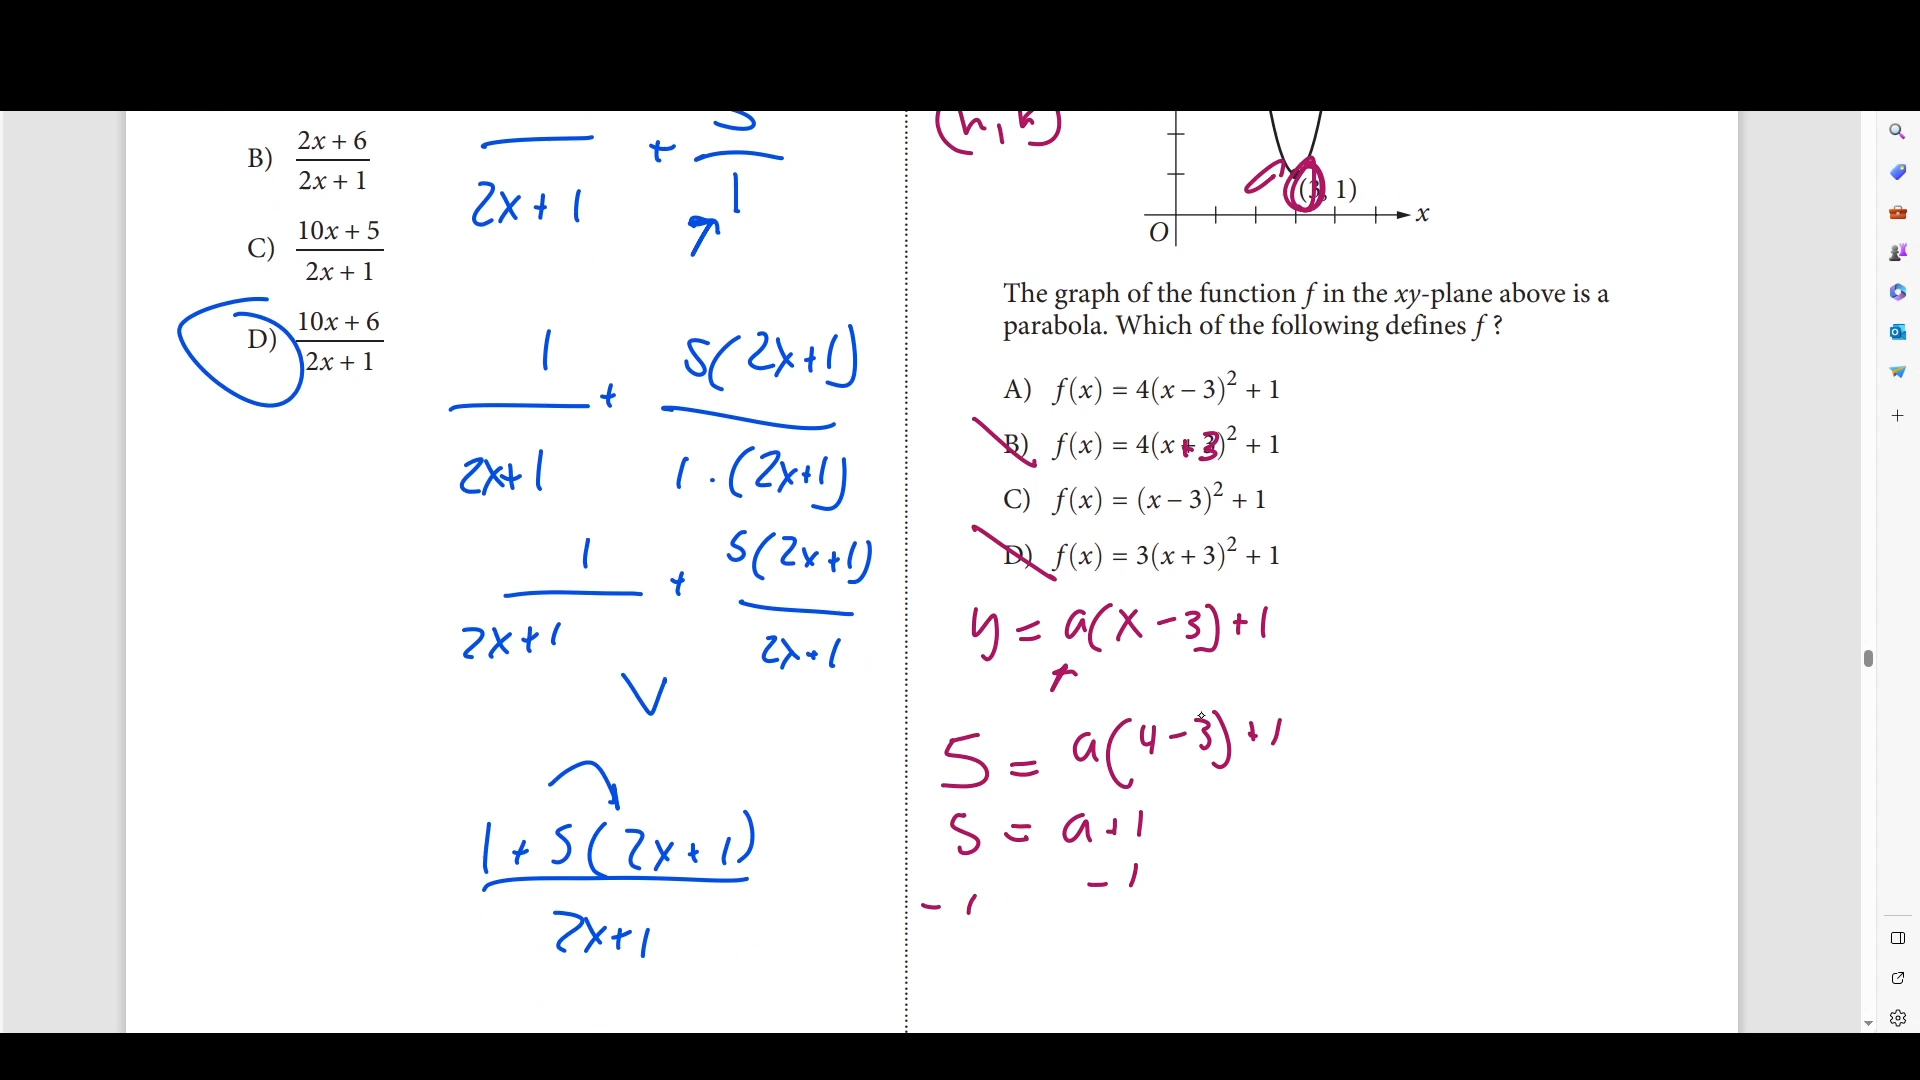 B) 2x + 6
2x + 1
C) 10x + 5
2x + 1
D) 10x + 6
2x + 1
+
2x + 1
1
1 + 5(2x+1)
2x+1 1 · (2x+1)
1 + 5(2x+1)
2x+1 2x+1
1 + 5(2x+1)
2x+1
(h, k)
(3, 1)
O x
The graph of the function f in the xy-plane above is a
parabola. Which of the following defines f ?
A) f(x) = 4(x − 3)² + 1
B) f(x) = 4(x + 3)² + 1
C) f(x) = (x − 3)² + 1
D) f(x) = 3(x + 3)² + 1
y = a(x − 3) + 1
5 = a(4 − 3) + 1
5 = a + 1
− 1 − 1